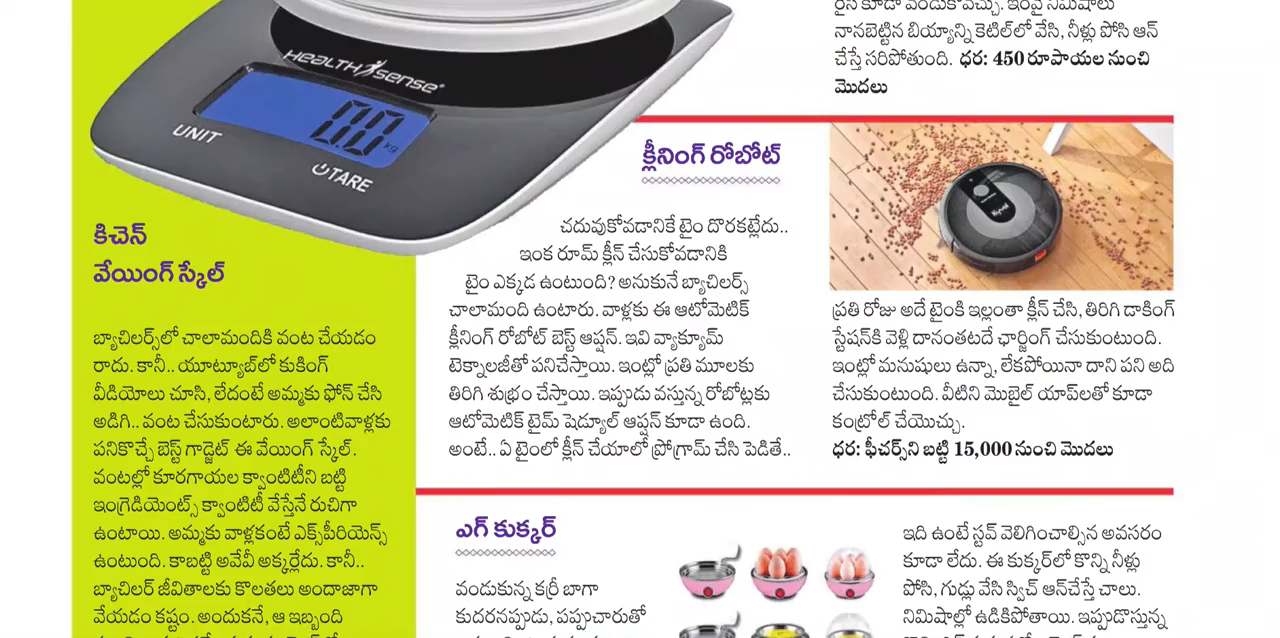 రైస్ కూడా వండుకోవచ్చు. ఇంవై నిమిషాలు
నానబెట్టిన బియ్యాన్ని కెటిల్‌లో వేసి, నీళ్లు పోసి ఆన్
చేస్తే సరిపోతుంది. ధర: 450 రూపాయల నుంచి
మొదలు
HEALTH sense
0.0 kg
UNIT
TARE
కిచెన్
వేయింగ్ స్కేల్
బ్యాచిలర్స్‌లో చాలామందికి వంట చేయడం
రాదు. కానీ.. యూట్యూబ్‌లో కుకింగ్
వీడియోలు చూసి, లేదంటే అమ్మకు ఫోన్ చేసి
అడిగి.. వంట చేసుకుంటారు. అలాంటివాళ్లకు
పనికొచ్చే బెస్ట్ గాడ్జెట్ ఈ వేయింగ్ స్కేల్.
వంటల్లో కూరగాయల క్వాంటిటీని బట్టి
ఇంగ్రెడియెంట్స్ క్వాంటిటీ వేస్తేనే రుచిగా
ఉంటాయి. అమ్మకు వాళ్లకంటే ఎక్స్‌పీరియెన్స్
ఉంటుంది. కాబట్టి అవేవీ అక్కర్లేదు. కానీ..
బ్యాచిలర్ జీవితాలకు కొలతలు అందాజాగా
వేయడం కష్టం. అందుకనే, ఆ ఇబ్బంది
క్లీనింగ్ రోబోట్
చదువుకోవడానికే టైం దొరకట్లేదు..
ఇంక రూమ్ క్లీన్ చేసుకోవడానికి
టైం ఎక్కడ ఉంటుంది? అనుకునే బ్యాచిలర్స్
చాలామంది ఉంటారు. వాళ్లకు ఈ ఆటోమెటిక్
క్లీనింగ్ రోబోట్ బెస్ట్ ఆప్షన్. ఇవి వ్యాక్యూమ్
టెక్నాలజీతో పనిచేస్తాయి. ఇంట్లో ప్రతి మూలకు
తిరిగి శుభ్రం చేస్తాయి. ఇప్పుడు వస్తున్న రోబోట్లకు
ఆటోమెటిక్ టైమ్ షెడ్యూల్ ఆప్షన్ కూడా ఉంది.
అంటే.. ఏ టైంలో క్లీన్ చేయాలో ప్రోగ్రామ్ చేసి పెడితే..
ప్రతి రోజు అదే టైంకి ఇల్లంతా క్లీన్ చేసి, తిరిగి డాకింగ్
స్టేషన్‌కి వెళ్లి దానంతటదే ఛార్జింగ్ చేసుకుంటుంది.
ఇంట్లో మనుషులు ఉన్నా, లేకపోయినా దాని పని అది
చేసుకుంటుంది. వీటిని మొబైల్ యాప్‌లతో కూడా
కంట్రోల్ చేయొచ్చు.
ధర: ఫీచర్స్‌ని బట్టి 15,000 నుంచి మొదలు
ఎగ్ కుక్కర్
వండుకున్న కర్రీ బాగా
కుదరనప్పుడు, పప్పుచారుతో
ఇది ఉంటే స్టవ్ వెలిగించాల్సిన అవసరం
కూడా లేదు. ఈ కుక్కర్‌లో కొన్ని నీళ్లు
పోసి, గుడ్లు వేసి స్విచ్ ఆన్‌చేస్తే చాలు.
నిమిషాల్లో ఉడికిపోతాయి. ఇప్పుడొస్తున్న